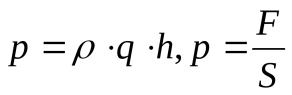 p = ρ · q · h, p = F/S